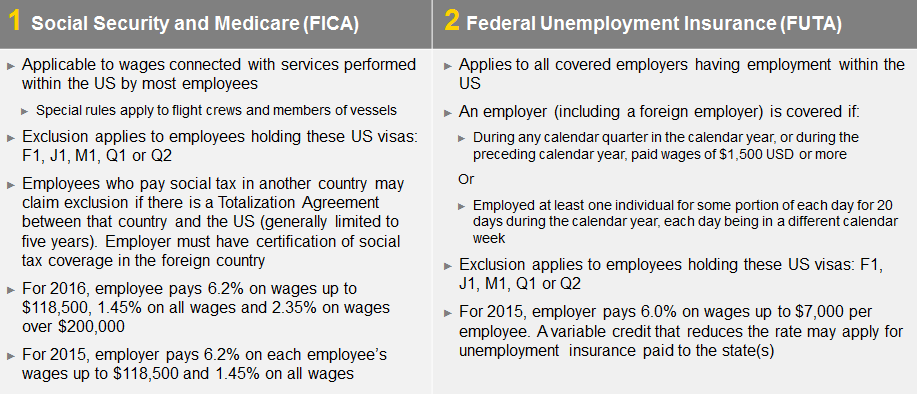 1 Social Security and Medicare (FICA)
► Applicable to wages connected with services performed
within the US by most employees
► Special rules apply to flight crews and members of vessels
► Exclusion applies to employees holding these US visas:
F1, J1, M1, Q1 or Q2
► Employees who pay social tax in another country may
claim exclusion if there is a Totalization Agreement
between that country and the US (generally limited to
five years). Employer must have certification of social
tax coverage in the foreign country
► For 2016, employee pays 6.2% on wages up to
$118,500, 1.45% on all wages and 2.35% on wages
over $200,000
► For 2015, employer pays 6.2% on each employee’s
wages up to $118,500 and 1.45% on all wages
2 Federal Unemployment Insurance (FUTA)
► Applies to all covered employers having employment within the
US
► An employer (including a foreign employer) is covered if:
► During any calendar quarter in the calendar year, or during the
preceding calendar year, paid wages of $1,500 USD or more
Or
► Employed at least one individual for some portion of each day for 20
days during the calendar year, each day being in a different calendar
week
► Exclusion applies to employees holding these US visas: F1,
J1, M1, Q1 or Q2
► For 2015, employer pays 6.0% on wages up to $7,000 per
employee. A variable credit that reduces the rate may apply for
unemployment insurance paid to the state(s)